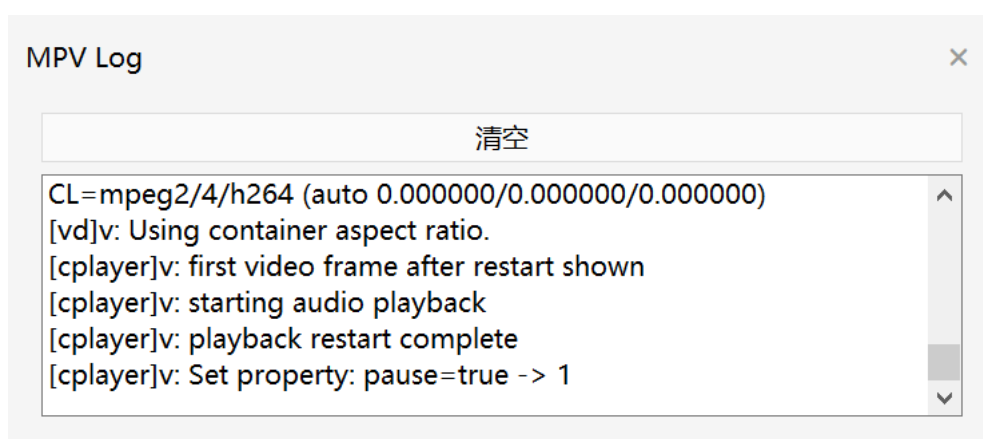 MPV Log
清空
CL=mpeg2/4/h264 (auto 0.000000/0.000000/0.000000)
[vd]v: Using container aspect ratio.
[cplayer]v: first video frame after restart shown
[cplayer]v: starting audio playback
[cplayer]v: playback restart complete
[cplayer]v: Set property: pause=true -> 1